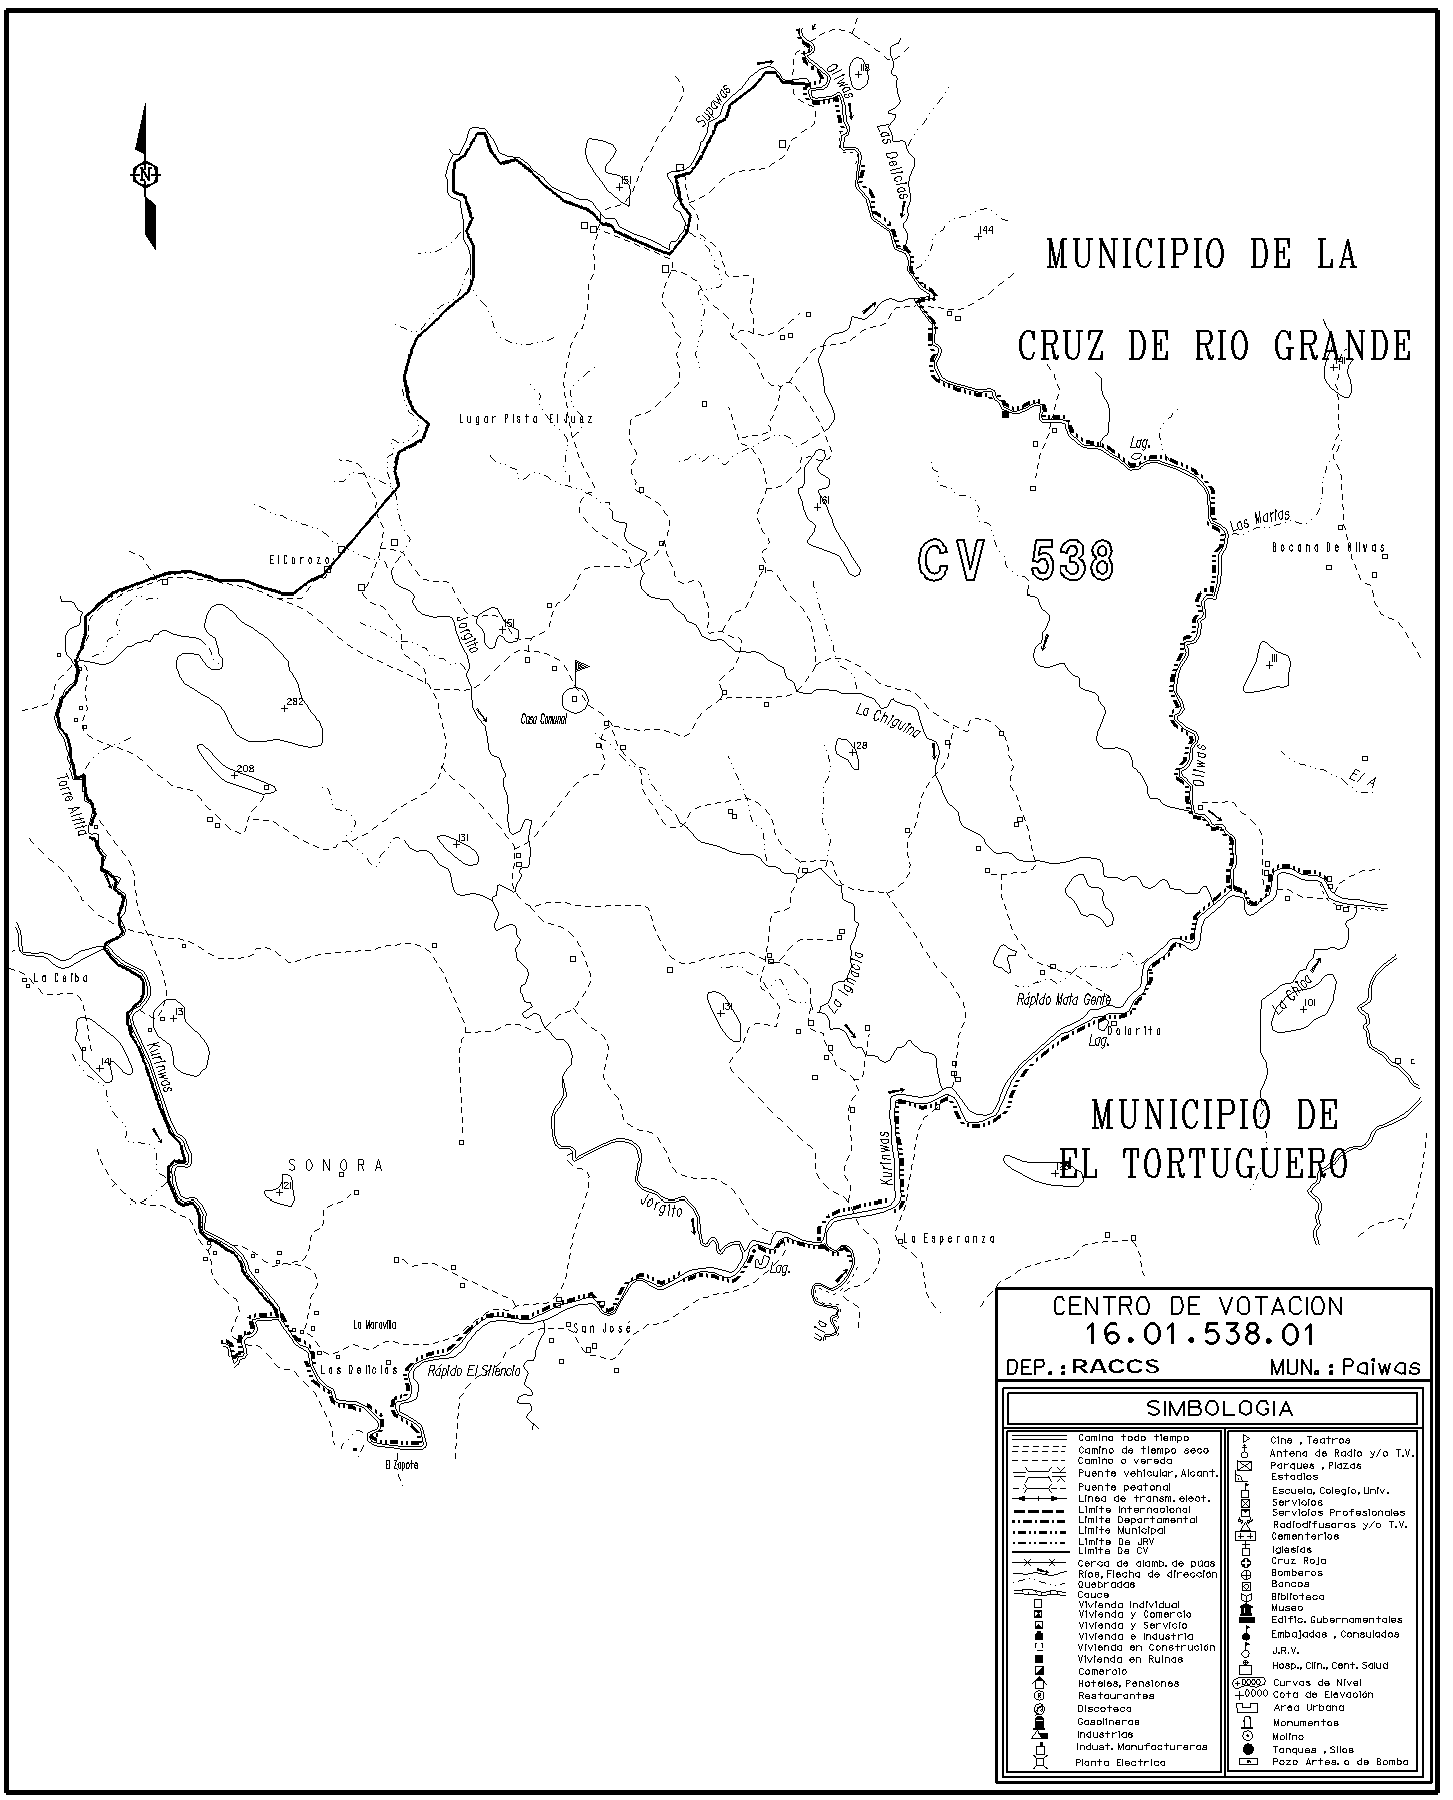 Olivas
118
Supawas
Las Delicias
151
N
144
MUNICIPIO DE LA
CRUZ DE RIO GRANDE
141
Lugar Pista El Juez
Lag.
161
Las Marias
Bocana De Olivas
El Corozo
CV 538
Jorgito
151
111
282
Casa Comunal
La Chiguina
128
208
Oliwas
El A
Torre Alfita
131
La Ceiba
La Ignacia
La Chica
131
Rápido Mata Gente
101
Lag.
Dalarita
141
Kurinwas
MUNICIPIO DE
EL TORTUGUERO
Kurinwas
SONORA
121
Jorgito
La Esperanza
Lag.
La Maravilla
San José
Las Delicias
Rápido El Silencio
El Zapote
CENTRO DE VOTACION
16.01.538.01
DEP.: RACCS MUN.: Paiwas
SIMBOLOGIA
Camino todo tiempo
Camino de tiempo seco
Camino o vereda
Puente vehicular, Alcant.
Puente peatonal
Línea de transm. elect.
Limite Internacional
Limite Departamental
Limite Municipal
Limite De JRV
Limite De CV
Cerca de alamb. de púas
Ríos, Flecha de dirección
Quebradas
Cauce
Vivienda Individual
Vivienda y Comercio
Vivienda y Servicio
Vivienda e Industria
Vivienda en Construción
Vivienda en Ruinas
Comercio
Hoteles, Pensiones
Restaurantes
Discoteca
Gasolineras
Industrias
Indust. Manufactureras
Planta Electrica
Cine , Teatros
Antena de Radio y/o T.V.
Parques , Plazas
Estadios
Escuela, Colegio, Univ.
Servicios
Servicios Profesionales
Radiodifusoras y/o T.V.
Cementerios
Iglesias
Cruz Roja
Bomberos
Bancos
Biblioteca
Museo
Edific. Gubernamentales
Embajadas , Consulados
J.R.V.
Hosp., Clín., Cent. Salud
Curvas de Nivel
Cota de Elevación
Area Urbana
Monumentos
Molino
Tanques , Silos
Pozo Artes. o de Bomba